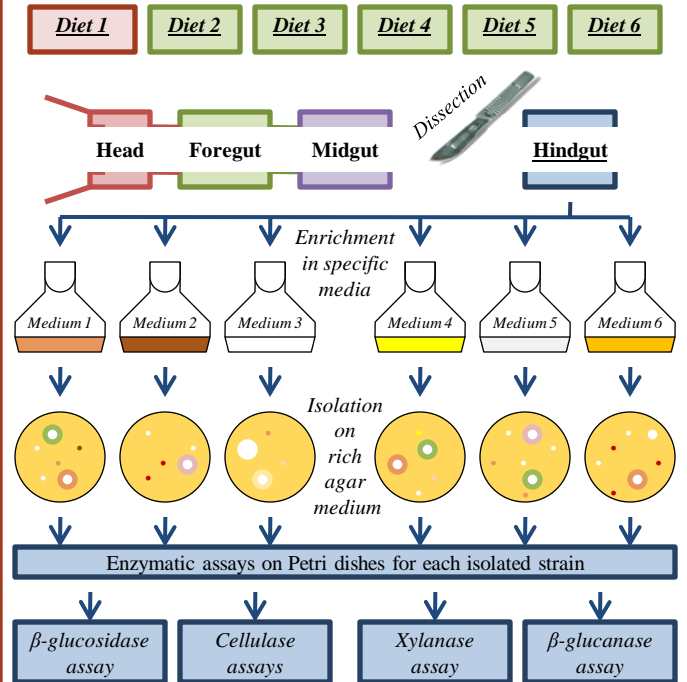 Diet 1
Diet 2
Diet 3
Diet 4
Diet 5
Diet 6
Dissection
Head
Foregut
Midgut
Hindgut
Enrichment
in specific
media
Medium 1
Medium 2
Medium 3
Medium 4
Medium 5
Medium 6
Isolation
on
rich
agar
medium
Enzymatic assays on Petri dishes for each isolated strain
β-glucosidase
assay
Cellulase
assays
Xylanase
assay
β-glucanase
assay